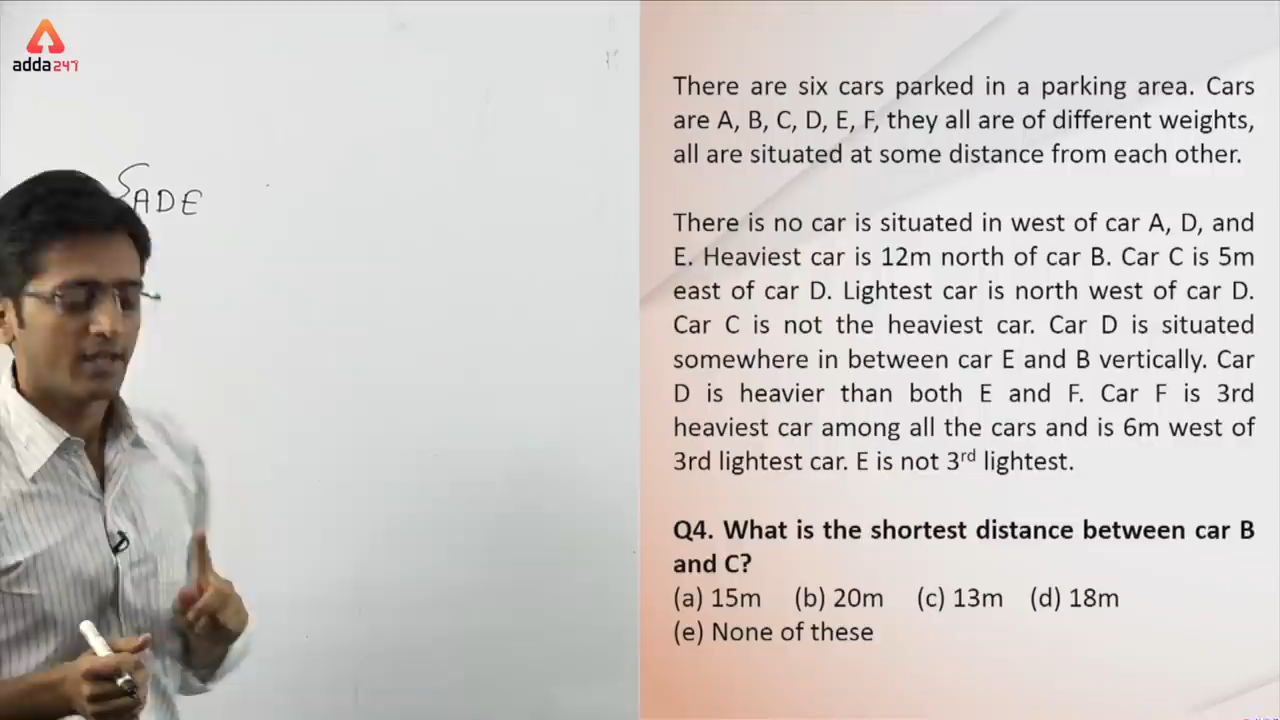 adda247
SADE
There are six cars parked in a parking area. Cars
are A, B, C, D, E, F, they all are of different weights,
all are situated at some distance from each other.
There is no car is situated in west of car A, D, and
E. Heaviest car is 12m north of car B. Car C is 5m
east of car D. Lightest car is north west of car D.
Car C is not the heaviest car. Car D is situated
somewhere in between car E and B vertically. Car
D is heavier than both E and F. Car F is 3rd
heaviest car among all the cars and is 6m west of
3rd lightest car. E is not 3rd lightest.
Q4. What is the shortest distance between car B
and C?
(a) 15m (b) 20m (c) 13m (d) 18m
(e) None of these